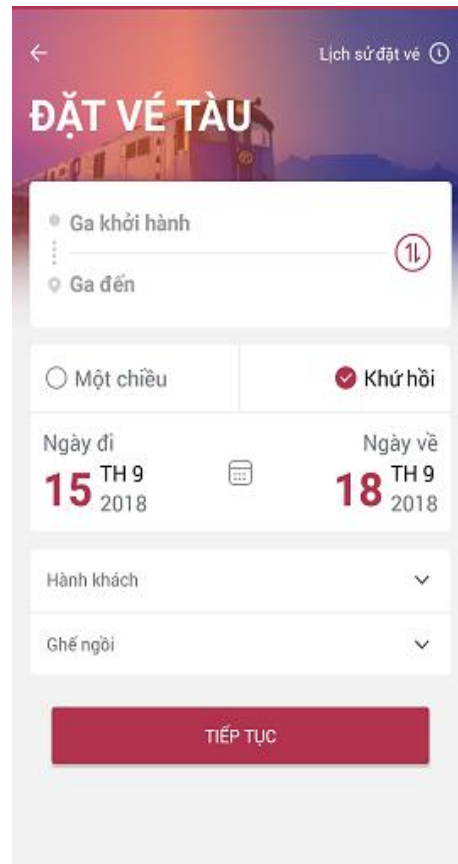 Lịch sử đặt vé
ĐẶT VÉ TÀU
Ga khởi hành
Ga đến
Một chiều
Khứ hồi
Ngày đi
15 TH 9 2018
Ngày về
18 TH 9 2018
Hành khách
Ghế ngồi
TIẾP TỤC